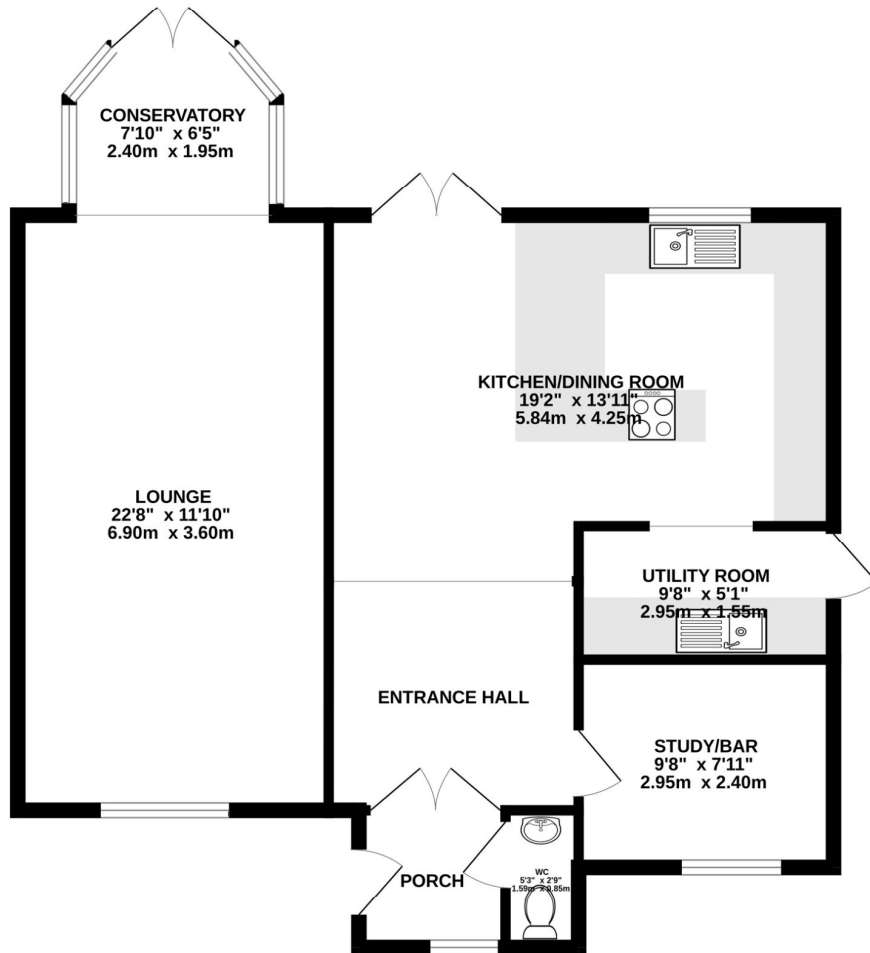 CONSERVATORY
7'10" x 6'5"
2.40m x 1.95m
KITCHEN/DINING ROOM
19'2" x 13'11"
5.84m x 4.25m
LOUNGE
22'8" x 11'10"
6.90m x 3.60m
UTILITY ROOM
9'8" x 5'1"
2.95m x 1.55m
ENTRANCE HALL
STUDY/BAR
9'8" x 7'11"
2.95m x 2.40m
PORCH
WC
5'3" x 2'9"
1.59m x 0.85m